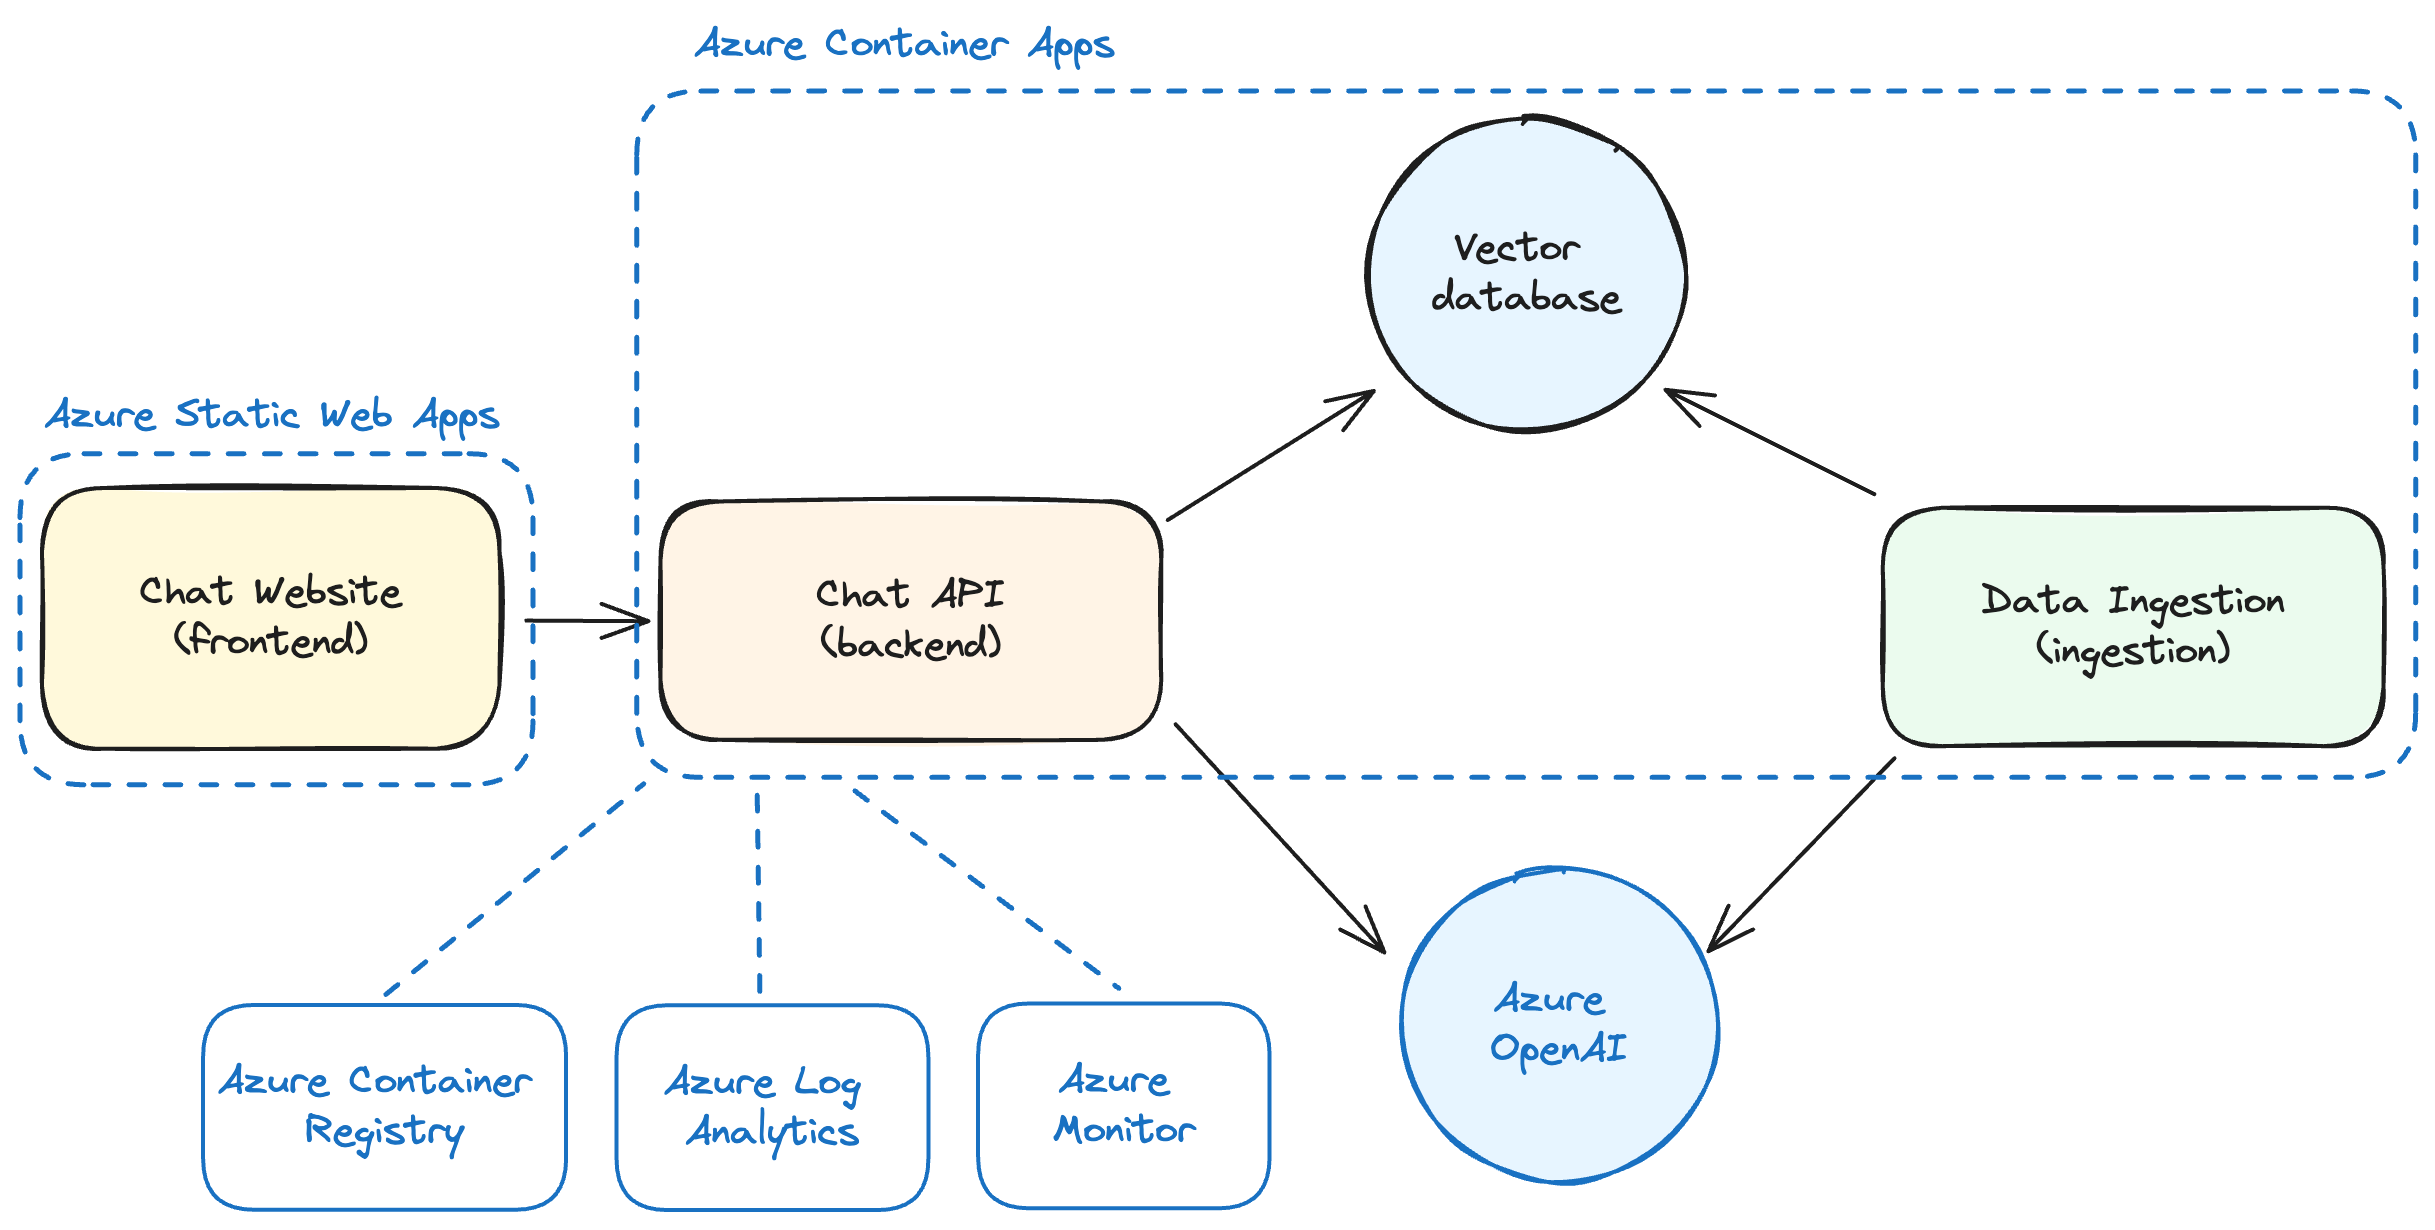 Azure Container Apps
Vector
database
Azure Static Web Apps
Chat Website
(frontend)
Chat API
(backend)
Data Ingestion
(ingestion)
Azure Container
Registry
Azure Log
Analytics
Azure
Monitor
Azure
OpenAI